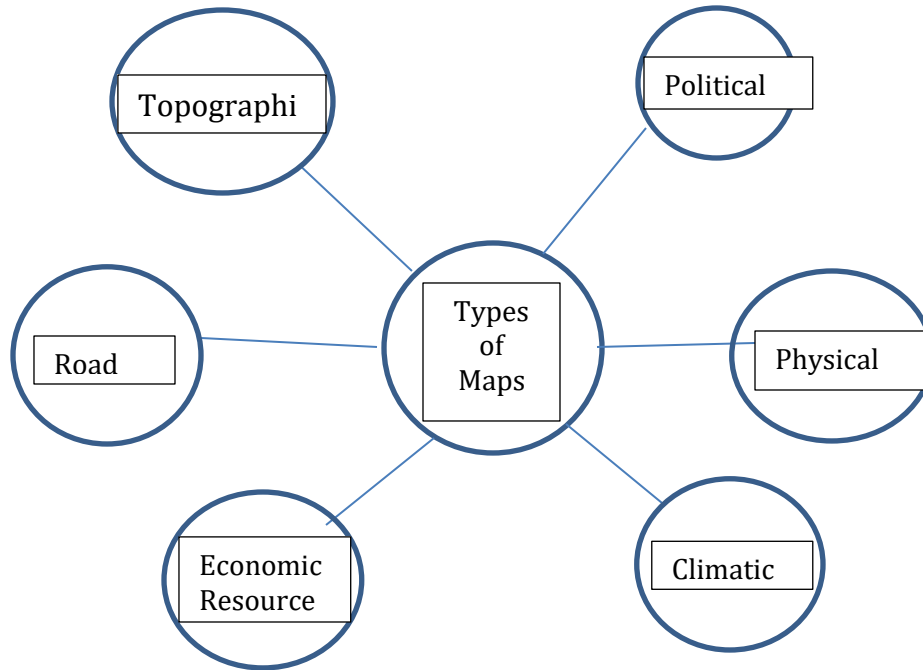 Topographi
Political
Types
of
Maps
Road
Physical
Economic
Resource
Climatic